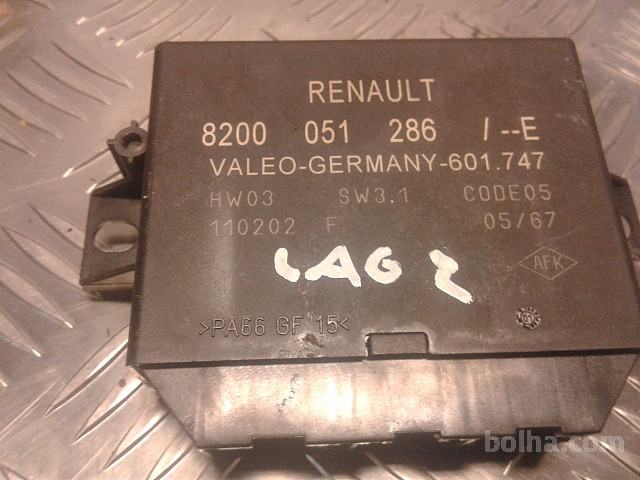 RENAULT
8200 051 286 /--E
VALEO-GERMANY-601.747
HW03 SW3.1 CODE05
110202 F 05/67
LAG 2
AFK
>PA66 GF 15<
bolha.com